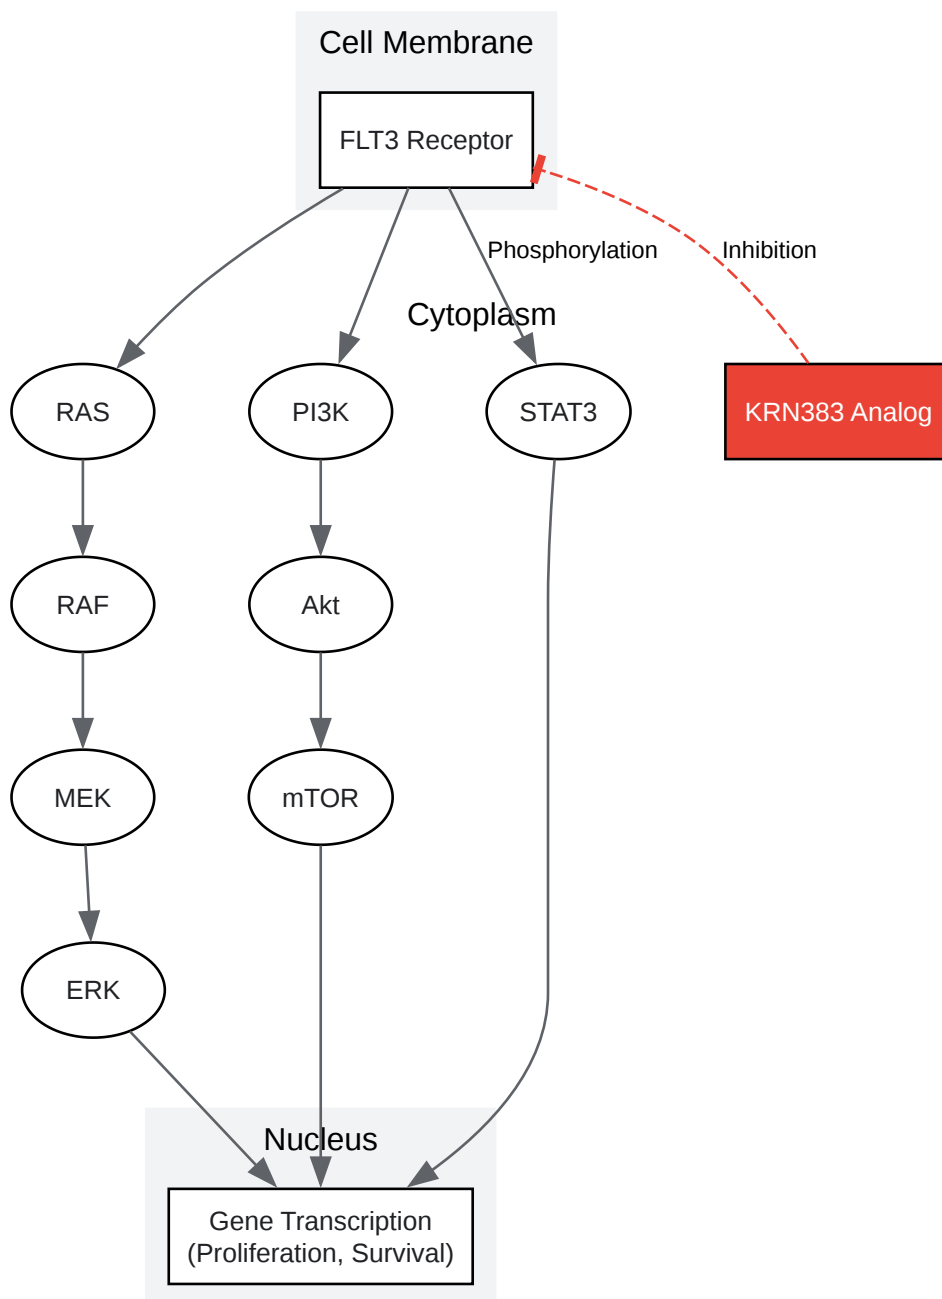 Cell Membrane
FLT3 Receptor
Phosphorylation
Inhibition
Cytoplasm
RAS
PI3K
STAT3
KRN383 Analog
RAF
Akt
MEK
mTOR
ERK
Nucleus
Gene Transcription
(Proliferation, Survival)